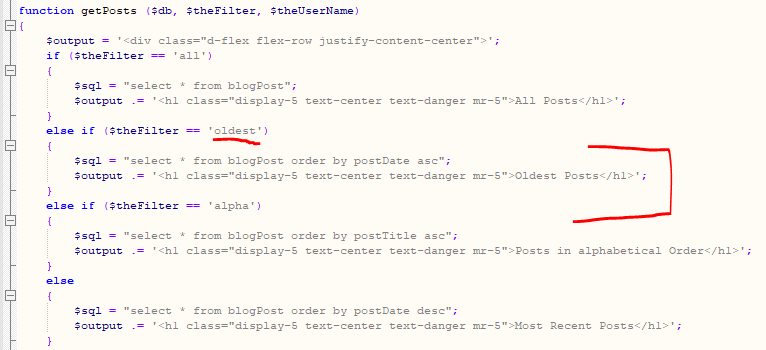 function getPosts ($db, $theFilter, $theUserName)
{
$output = '<div class="d-flex flex-row justify-content-center">';
if ($theFilter == 'all')
{
$sql = "select * from blogPost";
$output .= '<h1 class="display-5 text-center text-danger mr-5">All Posts</h1>';
}
else if ($theFilter == 'oldest')
{
$sql = "select * from blogPost order by postDate asc";
$output .= '<h1 class="display-5 text-center text-danger mr-5">Oldest Posts</h1>';
}
else if ($theFilter == 'alpha')
{
$sql = "select * from blogPost order by postTitle asc";
$output .= '<h1 class="display-5 text-center text-danger mr-5">Posts in alphabetical Order</h1>';
}
else
{
$sql = "select * from blogPost order by postDate desc";
$output .= '<h1 class="display-5 text-center text-danger mr-5">Most Recent Posts</h1>';
}